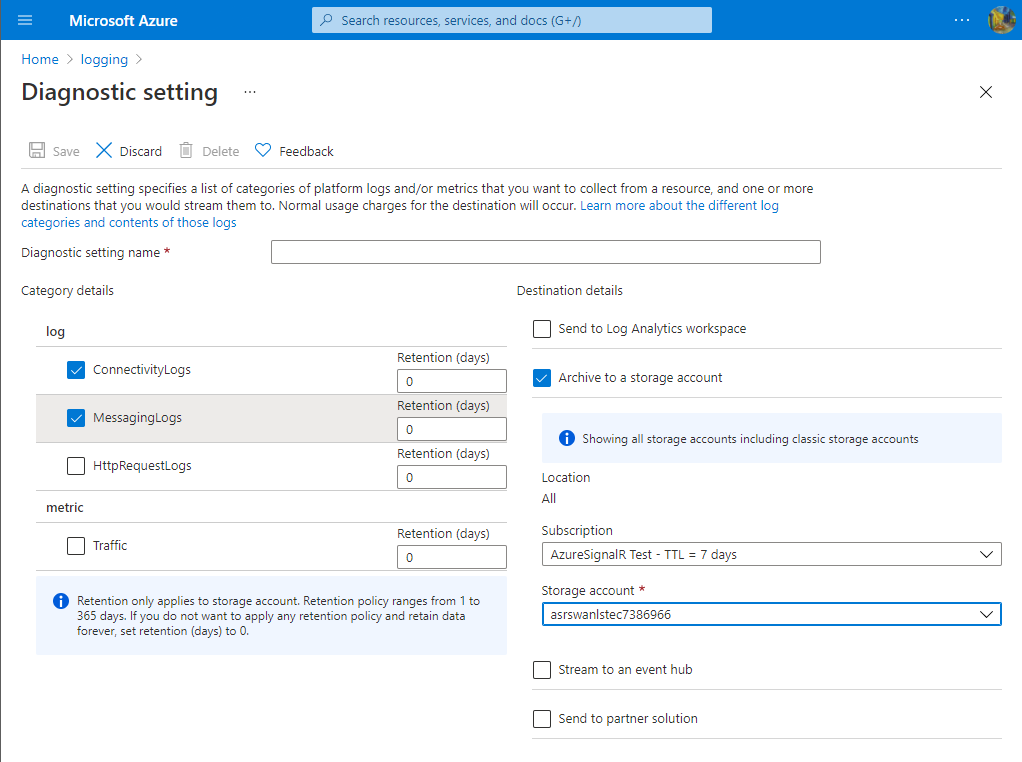 Microsoft Azure
Search resources, services, and docs (G+/)
...
Home > logging >
Diagnostic setting ...
Save Discard Delete Feedback
A diagnostic setting specifies a list of categories of platform logs and/or metrics that you want to collect from a resource, and one or more
destinations that you would stream them to. Normal usage charges for the destination will occur. Learn more about the different log
categories and contents of those logs
Diagnostic setting name *
Category details
log
ConnectivityLogs
Retention (days)
0
MessagingLogs
Retention (days)
0
HttpRequestLogs
Retention (days)
0
metric
Traffic
Retention (days)
0
Retention only applies to storage account. Retention policy ranges from 1 to
365 days. If you do not want to apply any retention policy and retain data
forever, set retention (days) to 0.
Destination details
Send to Log Analytics workspace
Archive to a storage account
Showing all storage accounts including classic storage accounts
Location
All
Subscription
AzureSignalR Test - TTL = 7 days
Storage account *
asrswanlstec7386966
Stream to an event hub
Send to partner solution